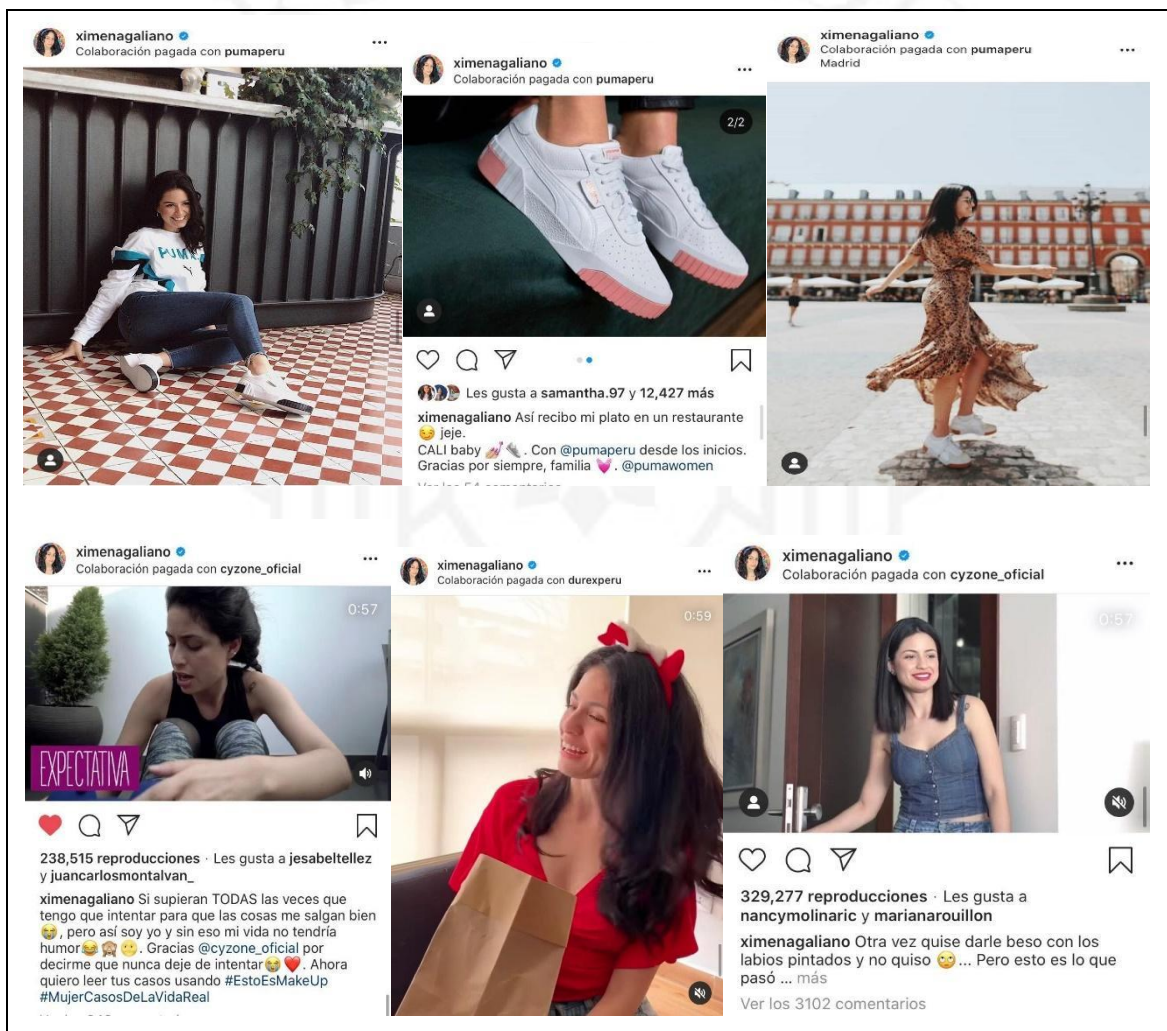 ximenagaliano
Colaboración pagada con pumaperu
PUMA
ximenagaliano
Colaboración pagada con pumaperu
2/2
Les gusta a samantha.97 y 12,427 más
ximenagaliano Así recibo mi plato en un restaurante
😏 jeje.
CALI baby 💅🏻👟. Con @pumaperu desde los inicios.
Gracias por siempre, familia 💓. @pumawomen
ximenagaliano
Colaboración pagada con pumaperu
Madrid
ximenagaliano
Colaboración pagada con cyzone_oficial
0:57
EXPECTATIVA
238,515 reproducciones · Les gusta a jesabeltellez
y juancarlosmontalvan_
ximenagaliano Si supieran TODAS las veces que
tengo que intentar para que las cosas me salgan bien
😭, pero así soy yo y sin eso mi vida no tendría
humor😂🙈😬. Gracias @cyzone_oficial por
decirme que nunca deje de intentar😭❤️. Ahora
quiero leer tus casos usando #EstoEsMakeUp
#MujerCasosDeLaVidaReal
ximenagaliano
Colaboración pagada con durexperu
0:59
ximenagaliano
Colaboración pagada con cyzone_oficial
0:57
329,277 reproducciones · Les gusta a
nancymolinaric y marianarouillon
ximenagaliano Otra vez quise darle beso con los
labios pintados y no quiso 🙄... Pero esto es lo que
pasó ... más
Ver los 3102 comentarios